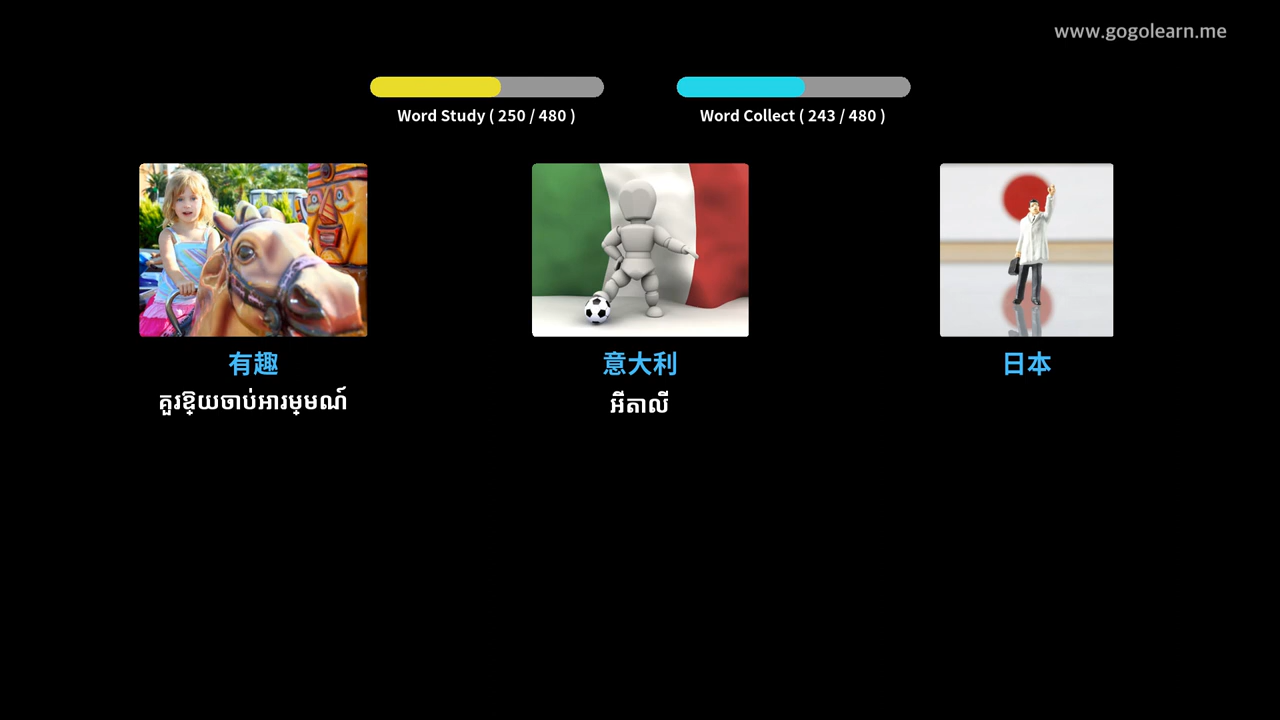 www.gogolearn.me
Word Study ( 250 / 480 )
Word Collect ( 243 / 480 )
有趣
意大利
日本
គួរឱ្យចាប់អារម្មណ៍
អីតាលី